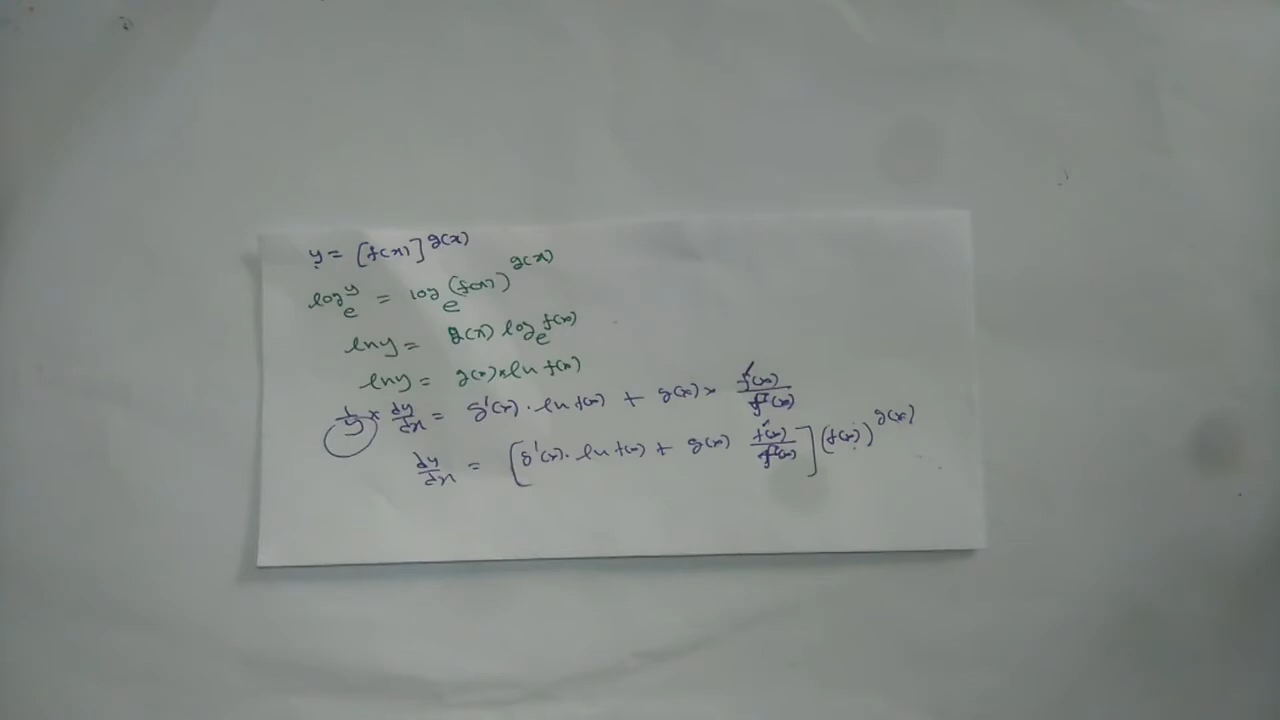 y = [f(x)]^g(x)
log_e^y = log_e(f(x))^g(x)
ln y = g(x) log_e^f(x)
ln y = g(x) × ln f(x)
1/y × dy/dx = g'(x) · ln f(x) + g(x) × f'(x)/f(x)
dy/dx = [g'(x) · ln f(x) + g(x) f'(x)/f(x)] (f(x))^g(x)